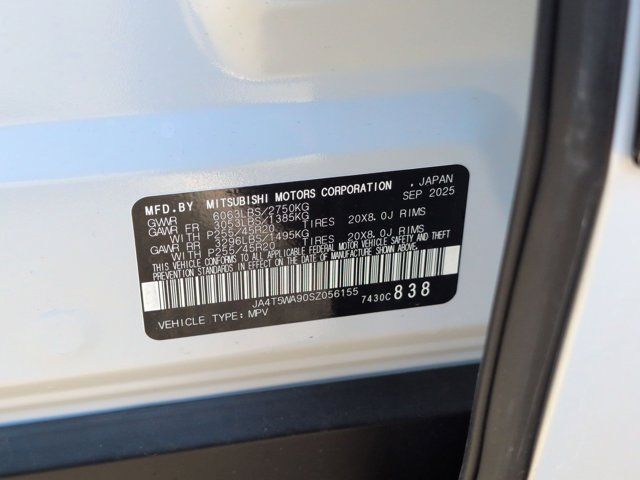 MFD.BY MITSUBISHI MOTORS CORPORATION , JAPAN
GVWR 6063LBS/2750KG SEP 2025
GAWR FR 3053LBS/1385KG
WITH P255/45R20 TIRES 20X8.0J RIMS
GAWR RR 3296LBS/1495KG
WITH P255/45R20 TIRES 20X8.0J RIMS
THIS VEHICLE CONFORMS TO ALL APPLICABLE FEDERAL MOTOR VEHICLE SAFETY AND THEFT
PREVENTION STANDARDS IN EFFECT ON THE DATE OF MANUFACTURE SHOWN ABOVE.
JA4T5WA90SZ056155 7430C 838
VEHICLE TYPE: MPV